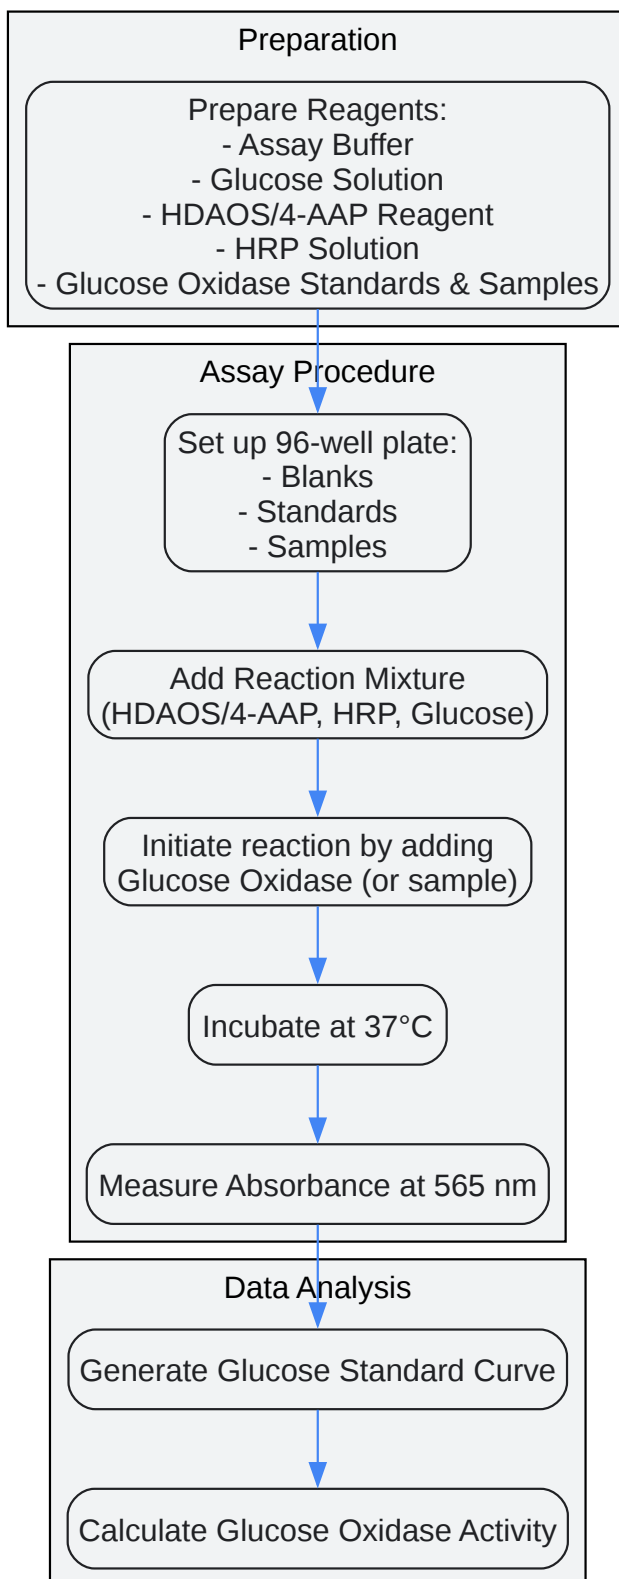 Preparation
Prepare Reagents:
- Assay Buffer
- Glucose Solution
- HDAOS/4-AAP Reagent
- HRP Solution
- Glucose Oxidase Standards & Samples
Assay Procedure
Set up 96-well plate:
- Blanks
- Standards
- Samples
Add Reaction Mixture
(HDAOS/4-AAP, HRP, Glucose)
Initiate reaction by adding
Glucose Oxidase (or sample)
Incubate at 37°C
Measure Absorbance at 565 nm
Data Analysis
Generate Glucose Standard Curve
Calculate Glucose Oxidase Activity